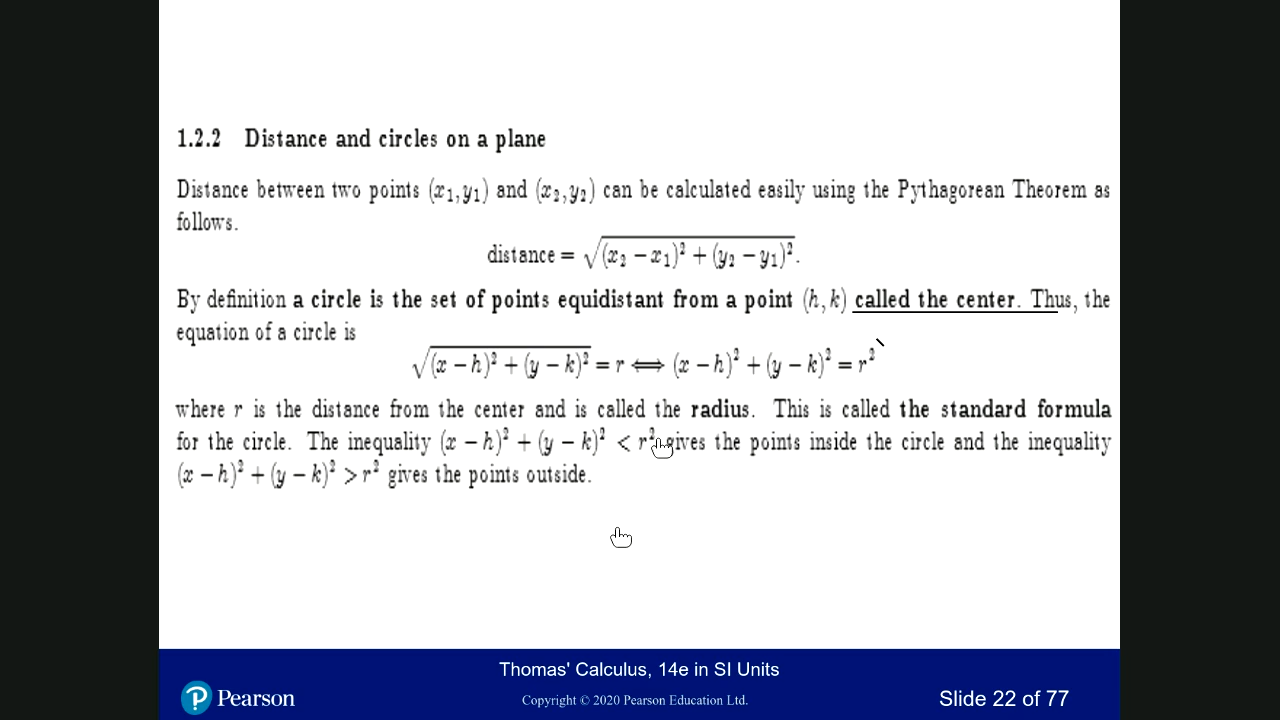 1.2.2 Distance and circles on a plane
Distance between two points (x₁,y₁) and (x₂,y₂) can be calculated easily using the Pythagorean Theorem as
follows.
distance = √((x₂ − x₁)² + (y₂ − y₁)²).
By definition a circle is the set of points equidistant from a point (h, k) called the center. Thus, the
equation of a circle is
√((x − h)² + (y − k)²) = r ⟺ (x − h)² + (y − k)² = r²
where r is the distance from the center and is called the radius. This is called the standard formula
for the circle. The inequality (x − h)² + (y − k)² < r² gives the points inside the circle and the inequality
(x − h)² + (y − k)² > r² gives the points outside.
Thomas' Calculus, 14e in SI Units
Pearson
Copyright © 2020 Pearson Education Ltd.
Slide 22 of 77